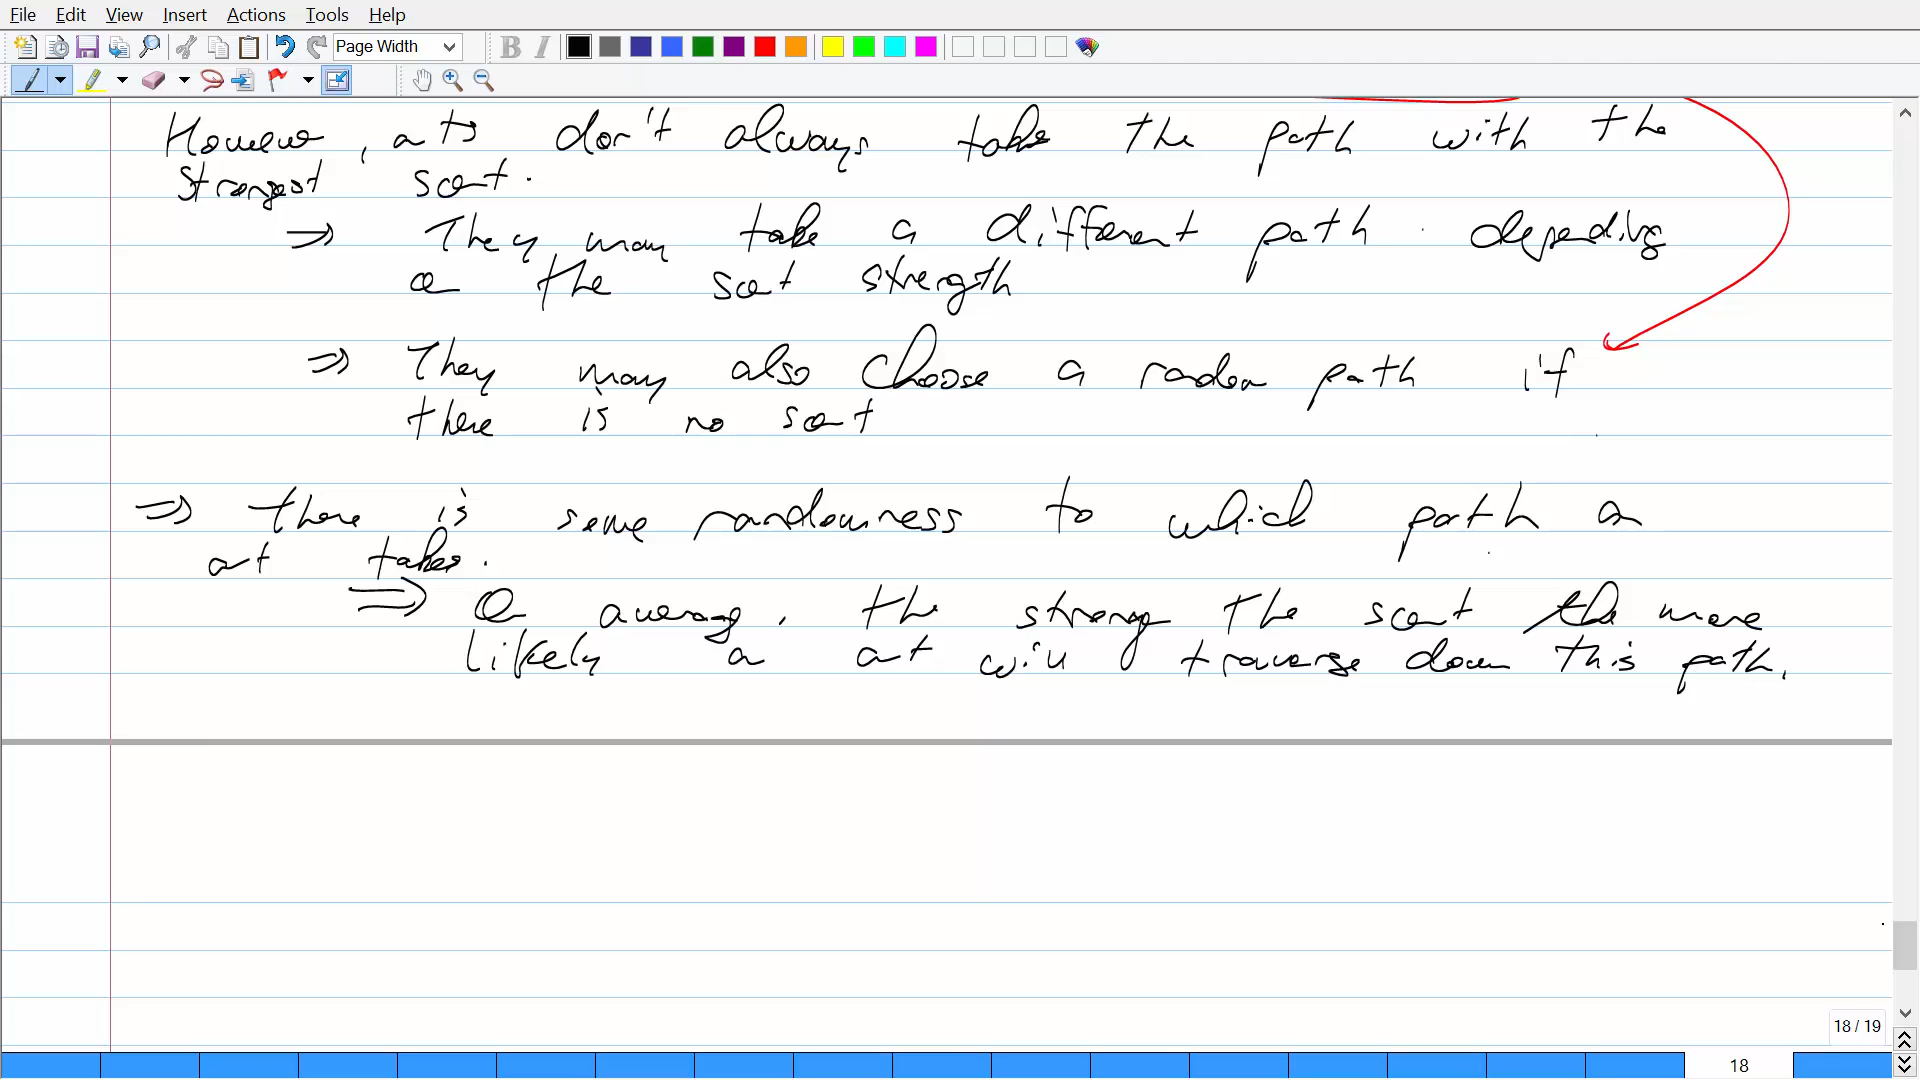 File Edit View Insert Actions Tools Help
Page Width
B I
However, ants don't always take the path with the
strongest scent.
⇒ They may take a different path depending
on the scent strength
⇒ They may also choose a random path if
there is no scent
⇒ there is some randomness to which path an
ant takes.
⇒ On average, the stronger the scent the more
likely an ant will traverse down this path.
18 / 19
18